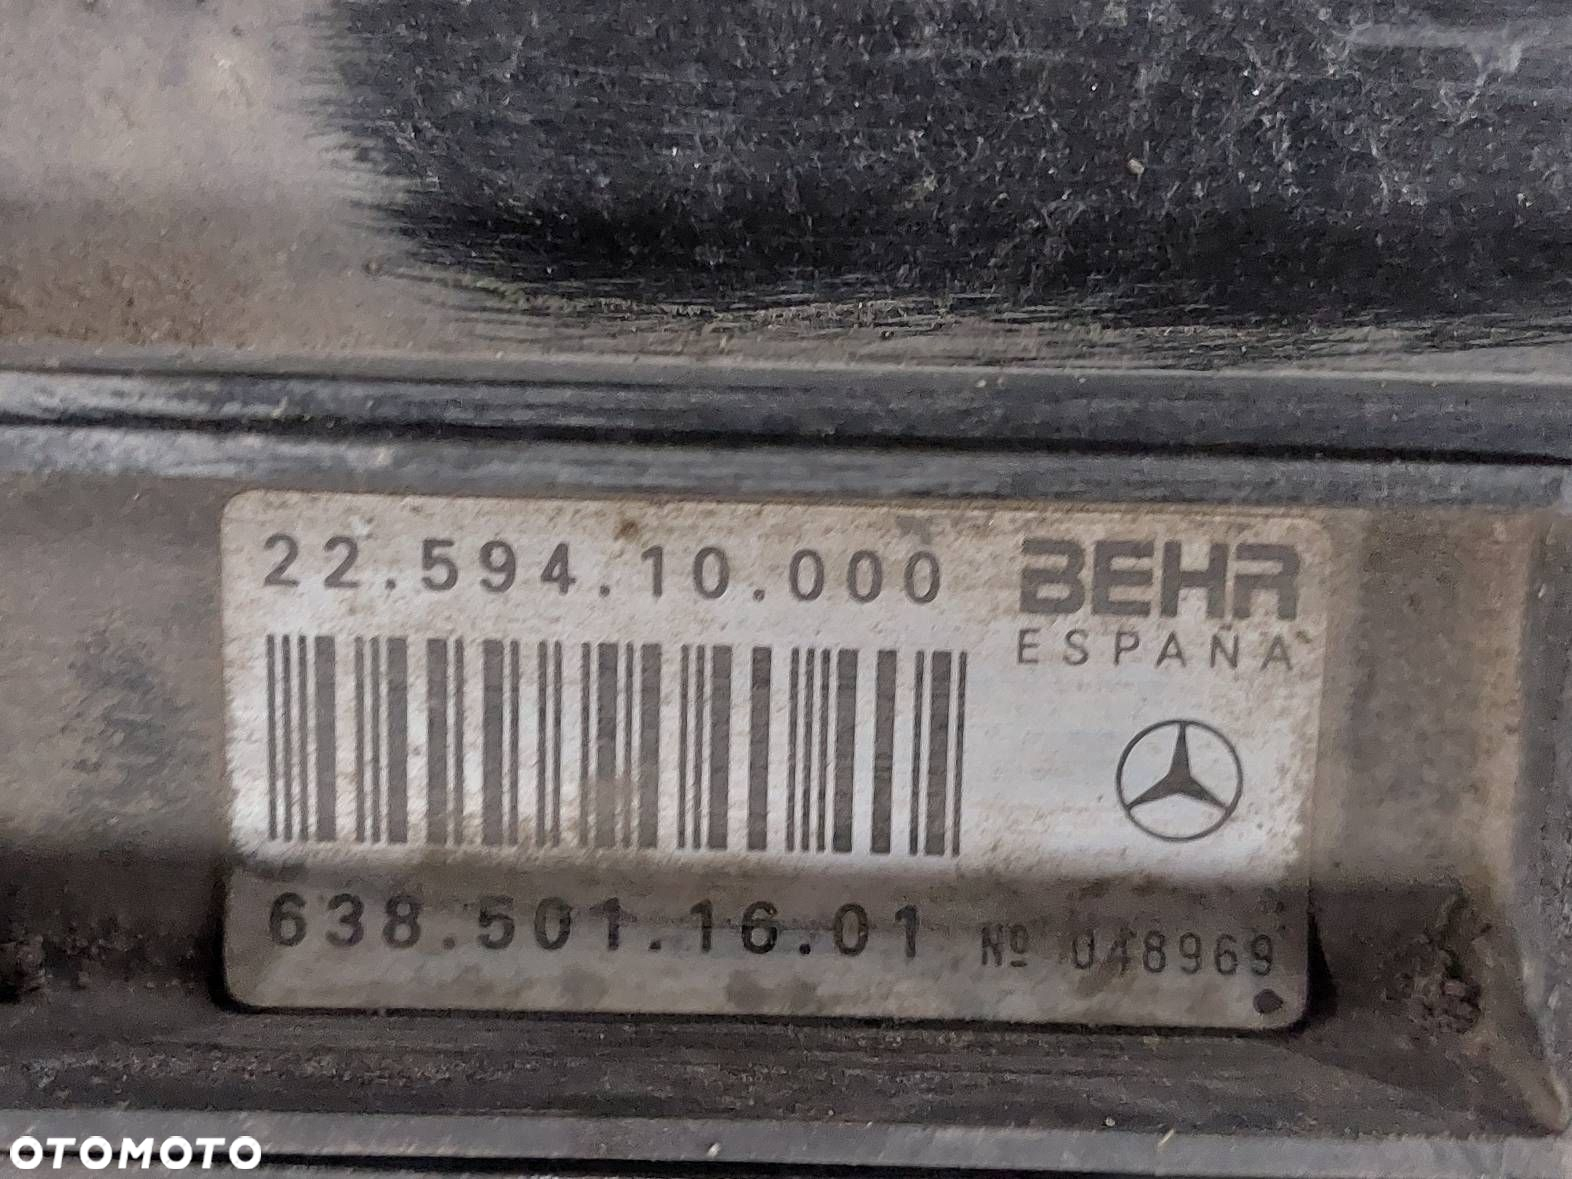 22.594.10.000
BEHR
ESPAÑA
638.501.16.01 Nº 048969
OTOMOTO